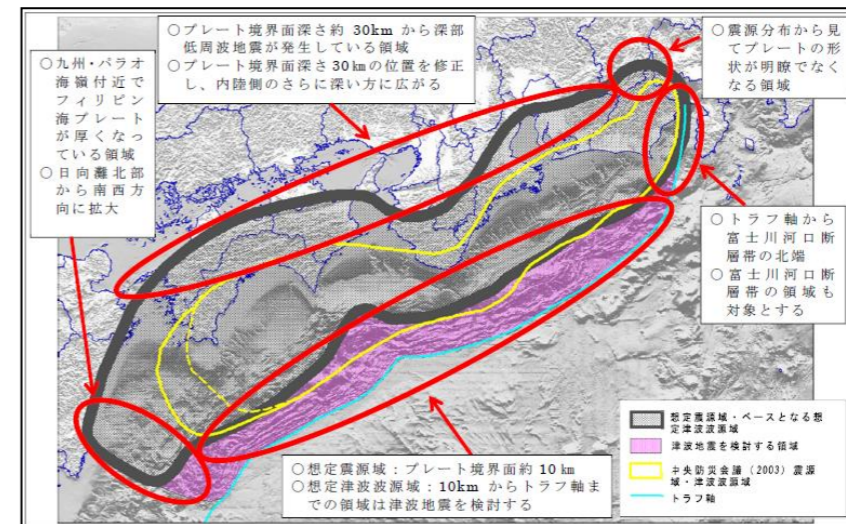 ○プレート境界面深さ約 30km から深部
低周波地震が発生している領域
○プレート境界面深さ 30㎞の位置を修正
し、内陸側のさらに深い方に広がる
○震源分布から見
てプレートの形
状が明瞭でなく
なる領域
○九州・パラオ
海嶺付近で
フィリピン
海プレート
が厚くなっ
ている領域
○日向灘北部
から南西方
向に拡大
○トラフ軸から
富士川河口断
層帯の北端
○富士川河口断
層帯の領域も
対象とする
○想定震源域：プレート境界面約 10 ㎞
○想定津波波源域：10km からトラフ軸ま
での領域は津波地震を検討する
想定震源域・ベースとなる想
定津波波源域
津波地震を検討する領域
中央防災会議（2003）震源
域・津波波源域
トラフ軸